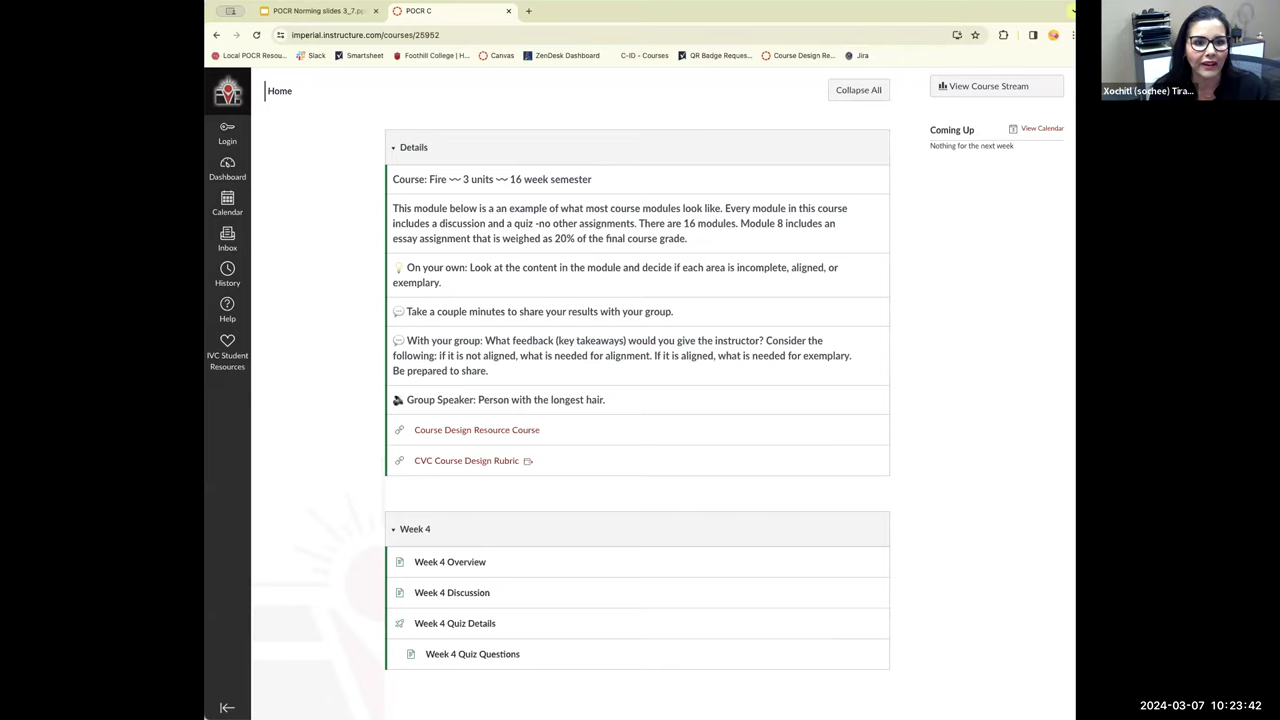 POCR Norming slides 3_7.pp
POCR C
imperial.instructure.com/courses/25952
Local POCR Resou...
Slack
Smartsheet
Foothill College | H...
Canvas
ZenDesk Dashboard
C-ID - Courses
QR Badge Reques...
Course Design Re...
Jira
Xochitl (sochee) Tira...
Home
Collapse All
View Course Stream
Coming Up
View Calendar
Nothing for the next week
IVC
Login
Dashboard
Calendar
Inbox
History
Help
IVC Student
Resources
Details
Course: Fire 〰 3 units 〰 16 week semester
This module below is a an example of what most course modules look like. Every module in this course
includes a discussion and a quiz -no other assignments. There are 16 modules. Module 8 includes an
essay assignment that is weighed as 20% of the final course grade.
💡 On your own: Look at the content in the module and decide if each area is incomplete, aligned, or
exemplary.
💬 Take a couple minutes to share your results with your group.
💬 With your group: What feedback (key takeaways) would you give the instructor? Consider the
following: if it is not aligned, what is needed for alignment. If it is aligned, what is needed for exemplary.
Be prepared to share.
🔊 Group Speaker: Person with the longest hair.
Course Design Resource Course
CVC Course Design Rubric
Week 4
Week 4 Overview
Week 4 Discussion
Week 4 Quiz Details
Week 4 Quiz Questions
2024-03-07 10:23:42